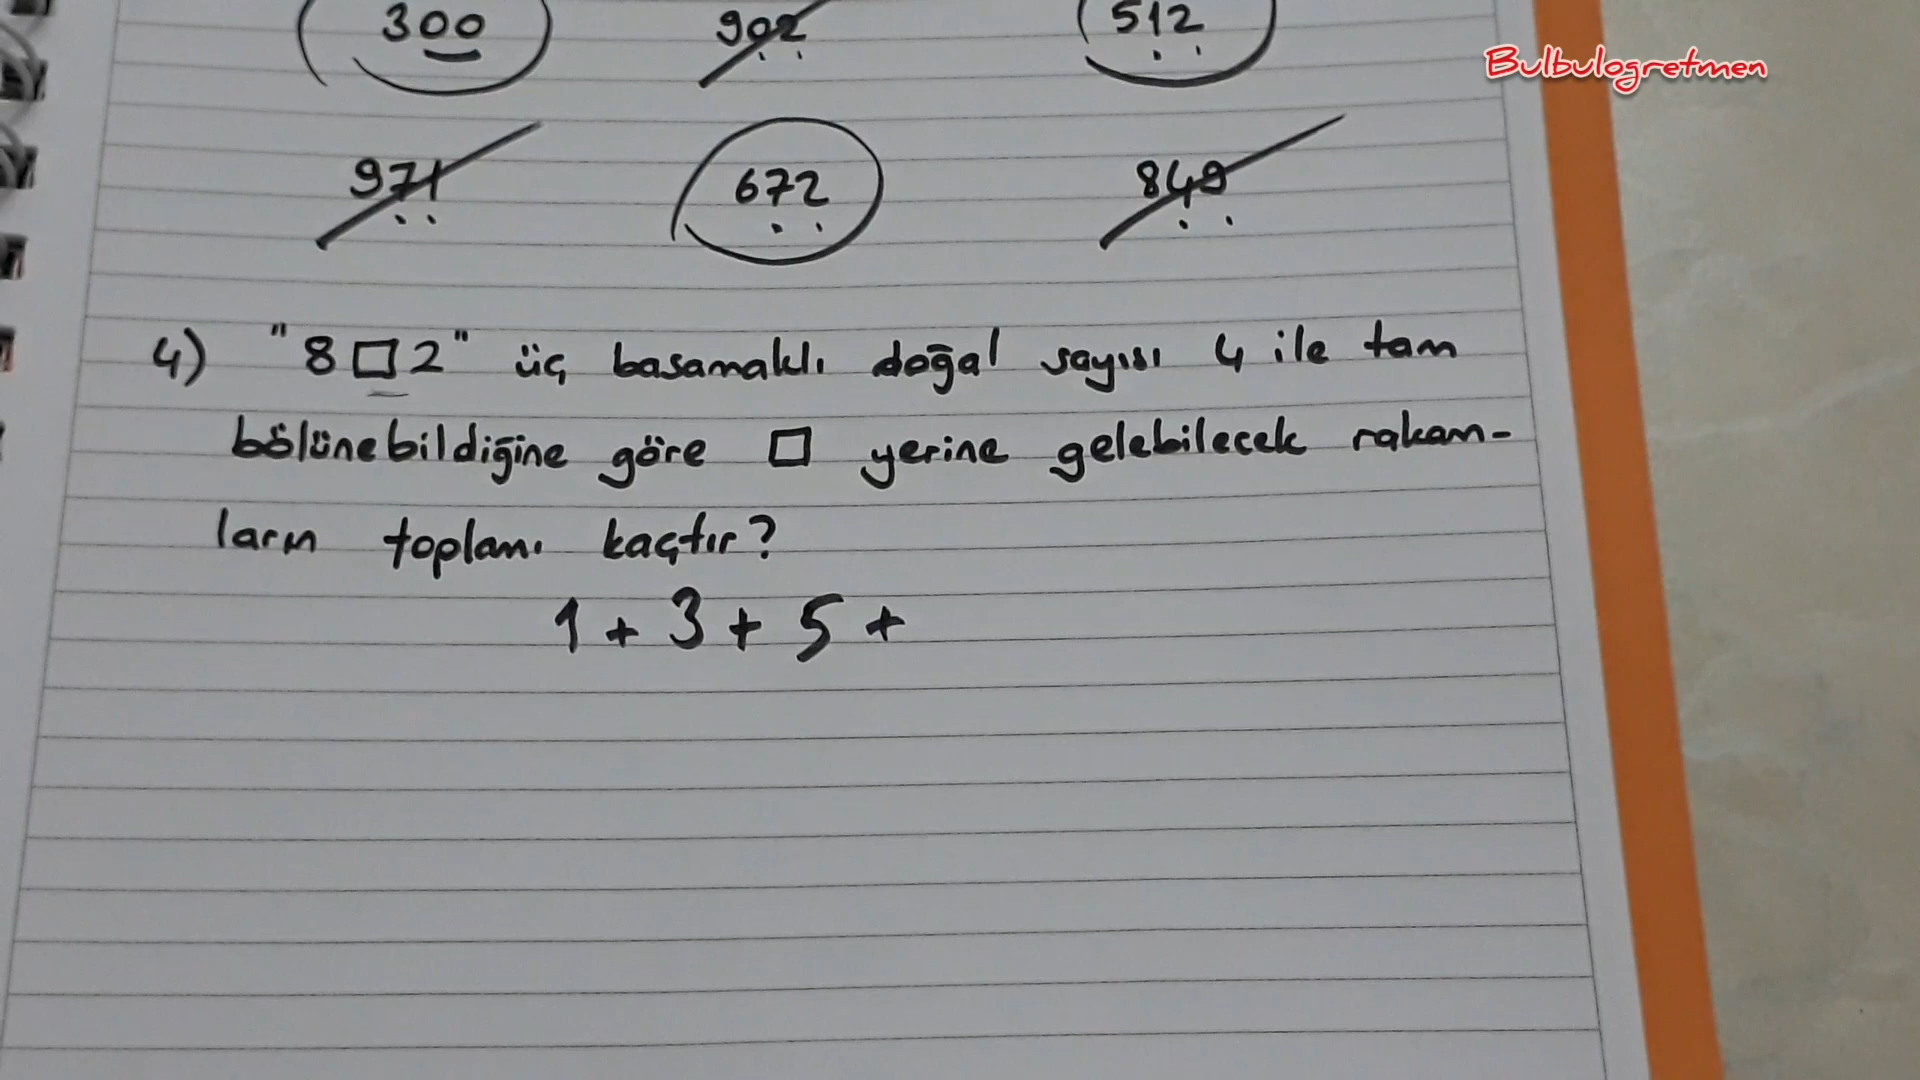 300 902 512
Bulbulogretmen
971 672 849
4) "8□2" üç basamaklı doğal sayısı 4 ile tam
bölünebildiğine göre □ yerine gelebilecek rakam-
ların toplamı kaçtır?
1 + 3 + 5 +